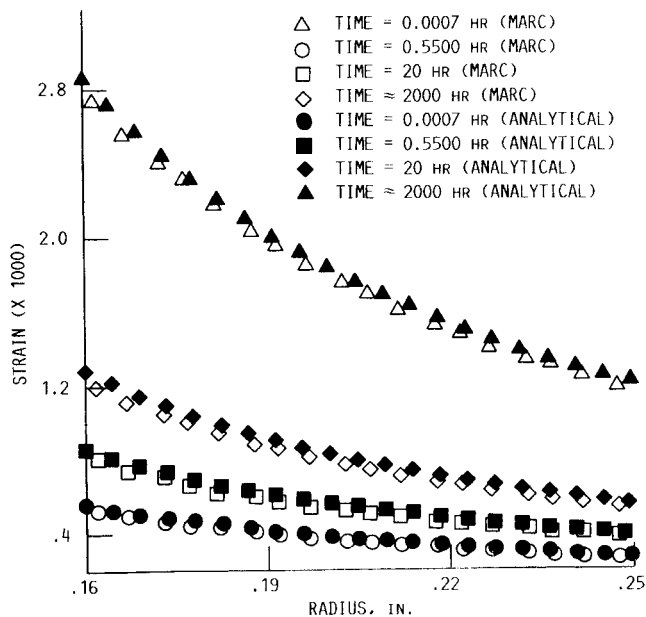 TIME = 0.0007 HR (MARC)
TIME = 0.5500 HR (MARC)
TIME = 20 HR (MARC)
TIME ≈ 2000 HR (MARC)
TIME = 0.0007 HR (ANALYTICAL)
TIME = 0.5500 HR (ANALYTICAL)
TIME = 20 HR (ANALYTICAL)
TIME ≈ 2000 HR (ANALYTICAL)
STRAIN (X 1000)
2.8
2.0
1.2
.4
.16
.19
.22
.25
RADIUS, IN.